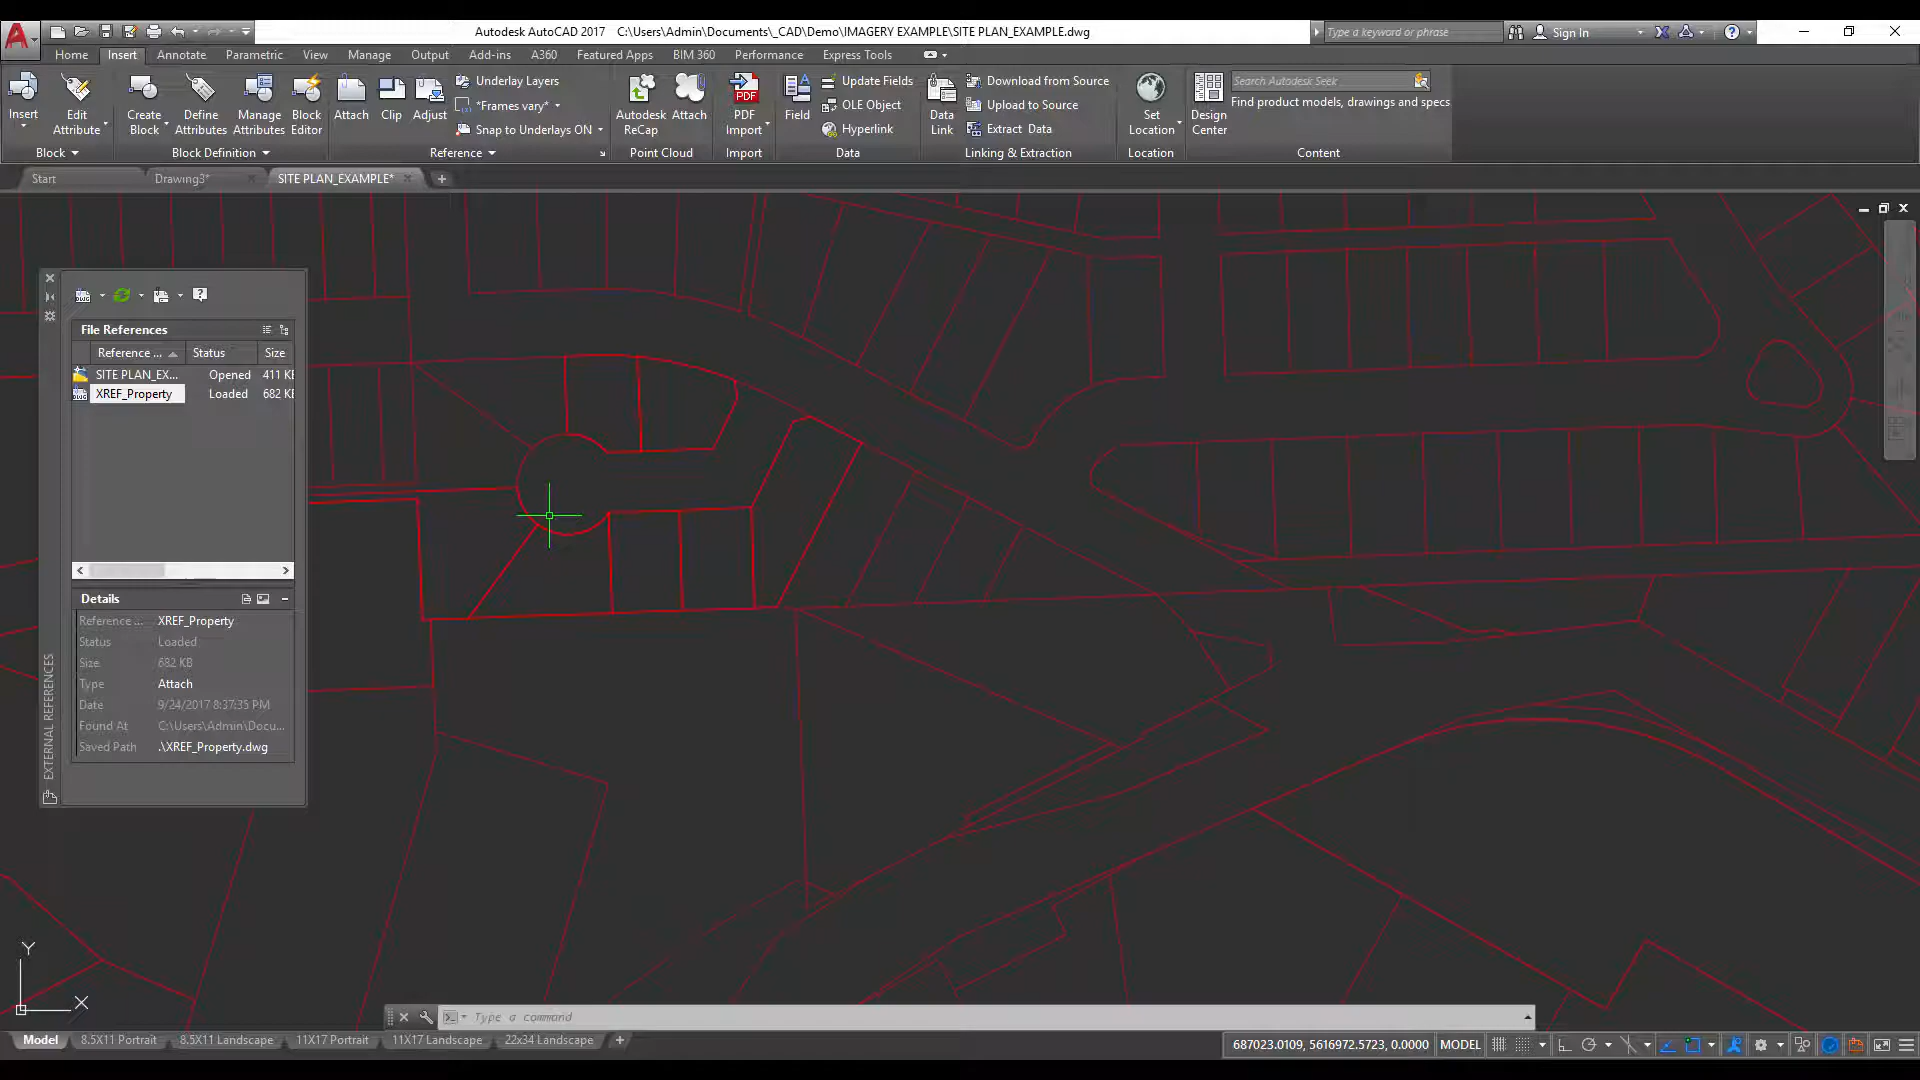 Autodesk AutoCAD 2017 C:\Users\Admin\Documents\_CAD\Demo\IMAGERY EXAMPLE\SITE PLAN_EXAMPLE.dwg
Type a keyword or phrase
Sign In
Home Insert Annotate Parametric View Manage Output Add-ins A360 Featured Apps BIM 360 Performance Express Tools
Insert
Edit
Attribute
Block
Create
Block
Define
Attributes
Manage
Attributes
Block
Editor
Block Definition
Attach
Clip
Adjust
Underlay Layers
*Frames vary*
Snap to Underlays ON
Reference
Autodesk
ReCap
Attach
Point Cloud
PDF
PDF
Import
Import
Field
Update Fields
OLE Object
Hyperlink
Data
Data
Link
Download from Source
Upload to Source
Extract Data
Linking & Extraction
Set
Location
Location
Design
Center
Search Autodesk Seek
Find product models, drawings and specs
Content
Start Drawing3* SITE PLAN_EXAMPLE*
File References
Reference ... Status Size
SITE PLAN_EX... Opened 411 KB
XREF_Property Loaded 682 KB
Details
Reference ... XREF_Property
Status Loaded
Size 682 KB
Type Attach
Date 9/24/2017 8:37:35 PM
Found At C:\Users\Admin\Docu...
Saved Path .\XREF_Property.dwg
EXTERNAL REFERENCES
Y
X
Type a command
Model 8.5X11 Portrait 8.5X11 Landscape 11X17 Portrait 11X17 Landscape 22x34 Landscape
687023.0109, 5616972.5723, 0.0000 MODEL